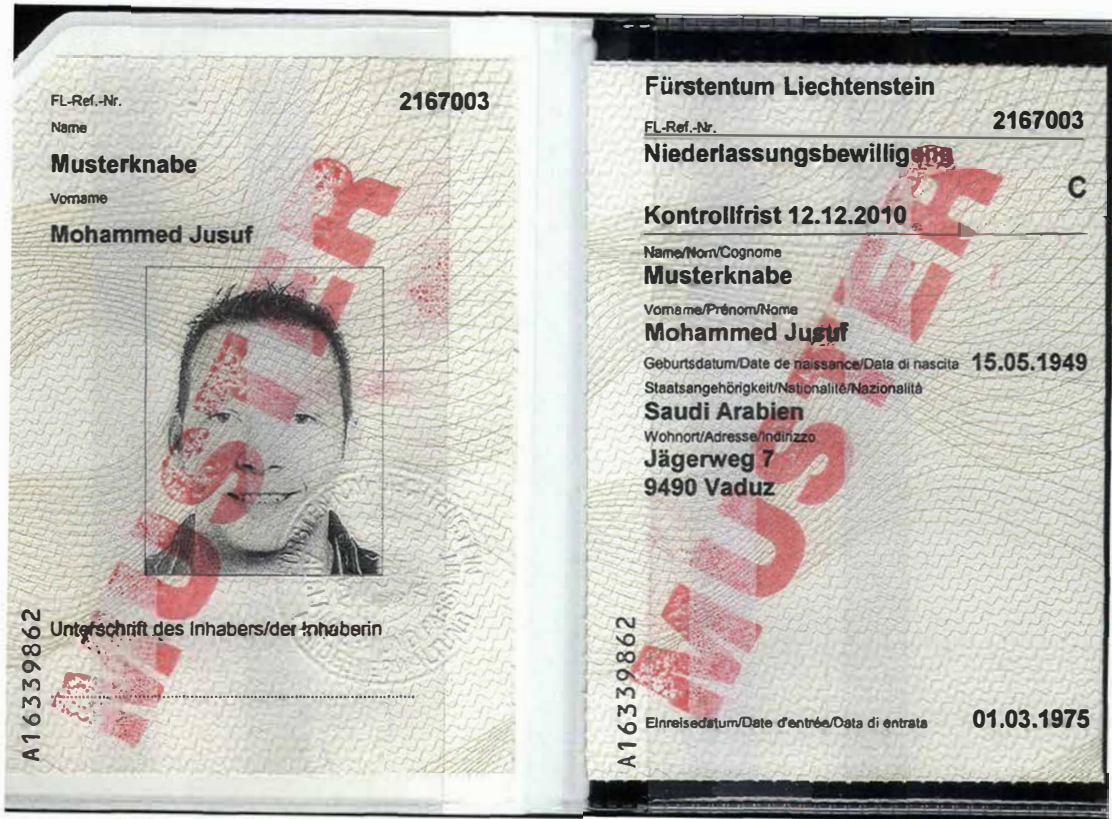 FL-Ref.-Nr. 2167003
Name
Musterknabe
Vorname
Mohammed Jusuf
MUSTER
Unterschrift des Inhabers/der Inhaberin
A16339862
Fürstentum Liechtenstein
FL-Ref.-Nr. 2167003
Niederlassungsbewilligung
C
Kontrollfrist 12.12.2010
Name/Nom/Cognome
Musterknabe
Vorname/Prénom/Nome
Mohammed Jusuf
Geburtsdatum/Date de naissance/Data di nascita 15.05.1949
Staatsangehörigkeit/Nationalité/Nazionalità
Saudi Arabien
Wohnort/Adresse/Indirizzo
Jägerweg 7
9490 Vaduz
MUSTER
A16339862
Einreisedatum/Date d'entrée/Data di entrata 01.03.1975